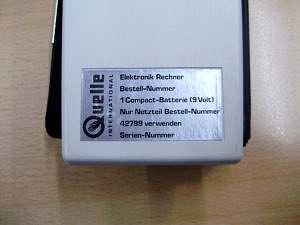 Quelle
INTERNATIONAL
Elektronik Rechner
Bestell-Nummer
1 Compact-Batterie (9 Volt)
Nur Netzteil Bestell-Nummer
42799 verwenden
Serien-Nummer